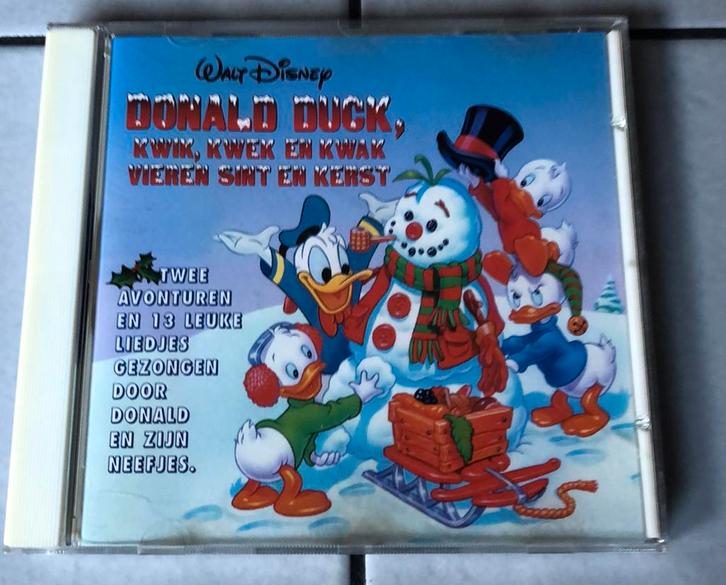 WALT DISNEY
DONALD DUCK,
KWIK, KWEK EN KWAK
VIEREN SINT EN KERST
TWEE
AVONTUREN
EN 13 LEUKE
LIEDJES
GEZONGEN
DOOR
DONALD
EN ZIJN
NEEFJES.